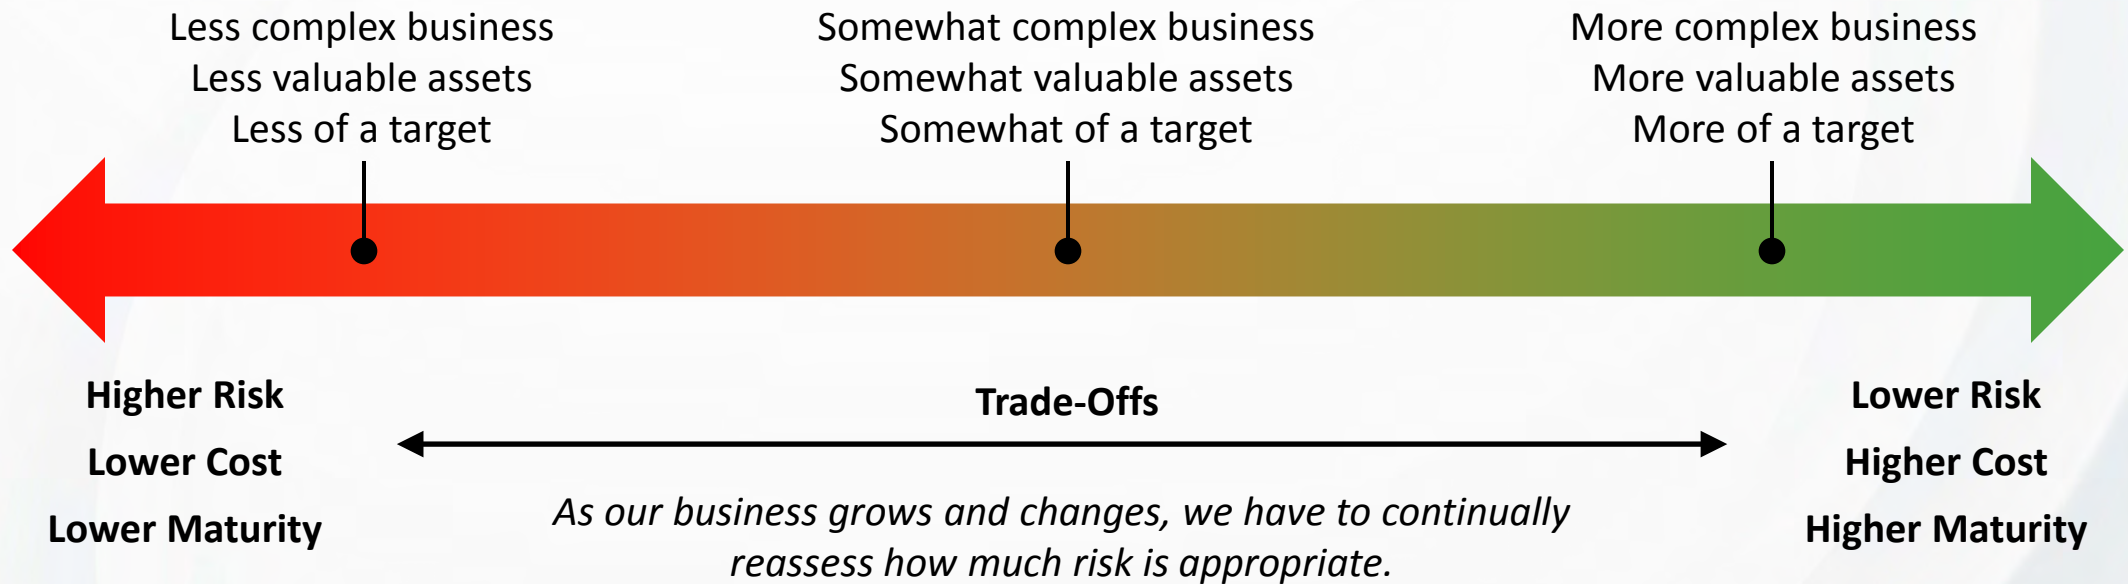 Less complex business
Less valuable assets
Less of a target
Somewhat complex business
Somewhat valuable assets
Somewhat of a target
More complex business
More valuable assets
More of a target
Higher Risk
Lower Cost
Lower Maturity
Trade-Offs
As our business grows and changes, we have to continually
reassess how much risk is appropriate.
Lower Risk
Higher Cost
Higher Maturity